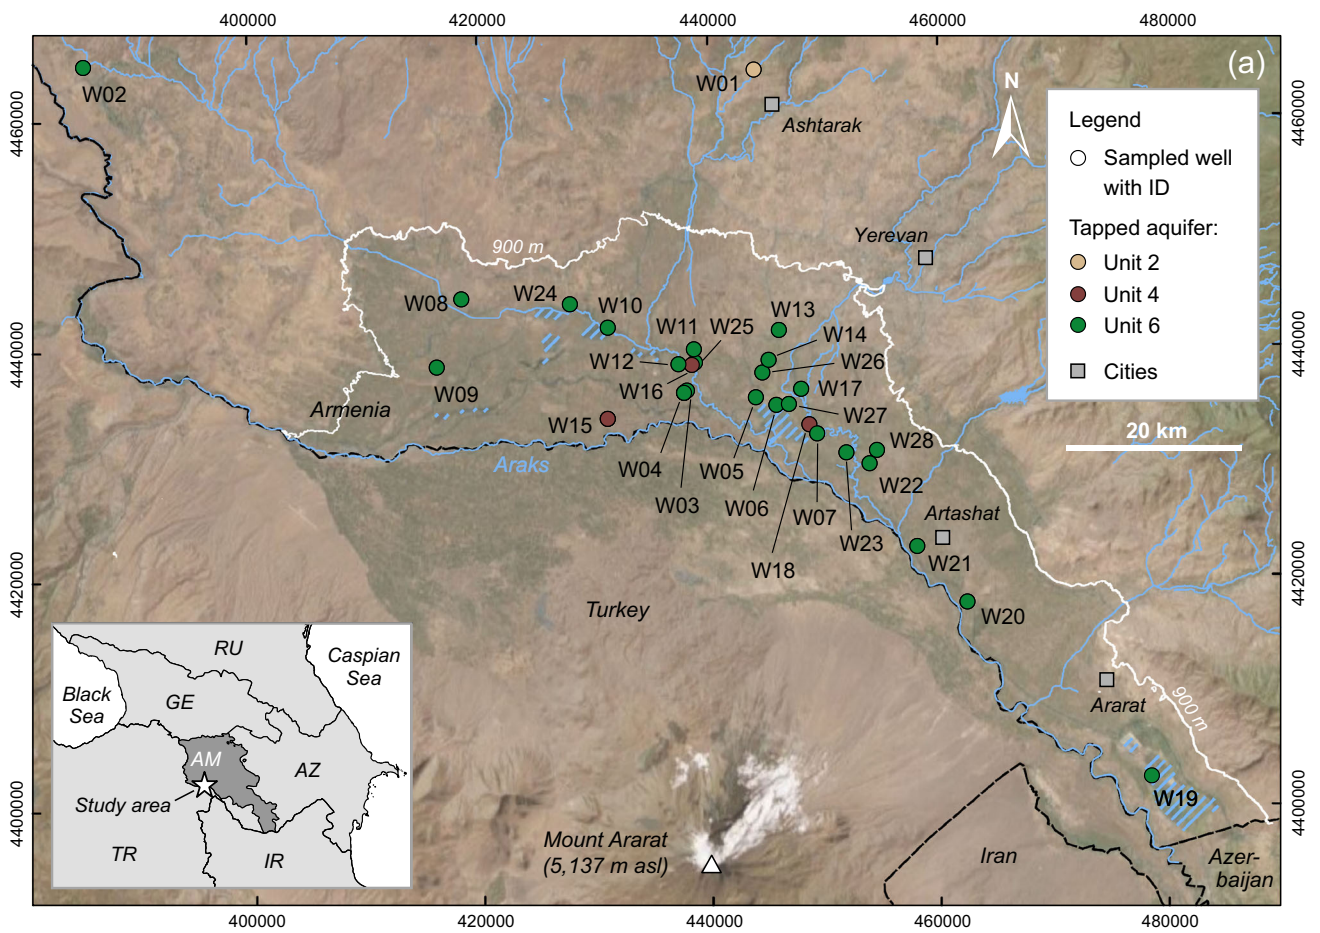 400000
420000
440000
460000
480000
(a)
W02
W01
Ashtarak
N
Legend
Sampled well
with ID
Tapped aquifer:
Unit 2
Unit 4
Unit 6
Cities
20 km
4460000
4460000
900 m
Yerevan
W08
W24
W10
W13
W11
W25
W14
W12
W26
W16
W17
W09
W27
Armenia
W15
W28
Araks
W04
W05
W22
W03
W06
W07
Artashat
W23
W21
W18
4440000
4440000
W20
Turkey
4420000
4420000
Ararat
900 m
W19
Mount Ararat
(5,137 m asl)
Iran
Azer-
baijan
4400000
4400000
RU
Caspian
Sea
Black
Sea
GE
AM
AZ
Study area
TR
IR
400000
420000
440000
460000
480000